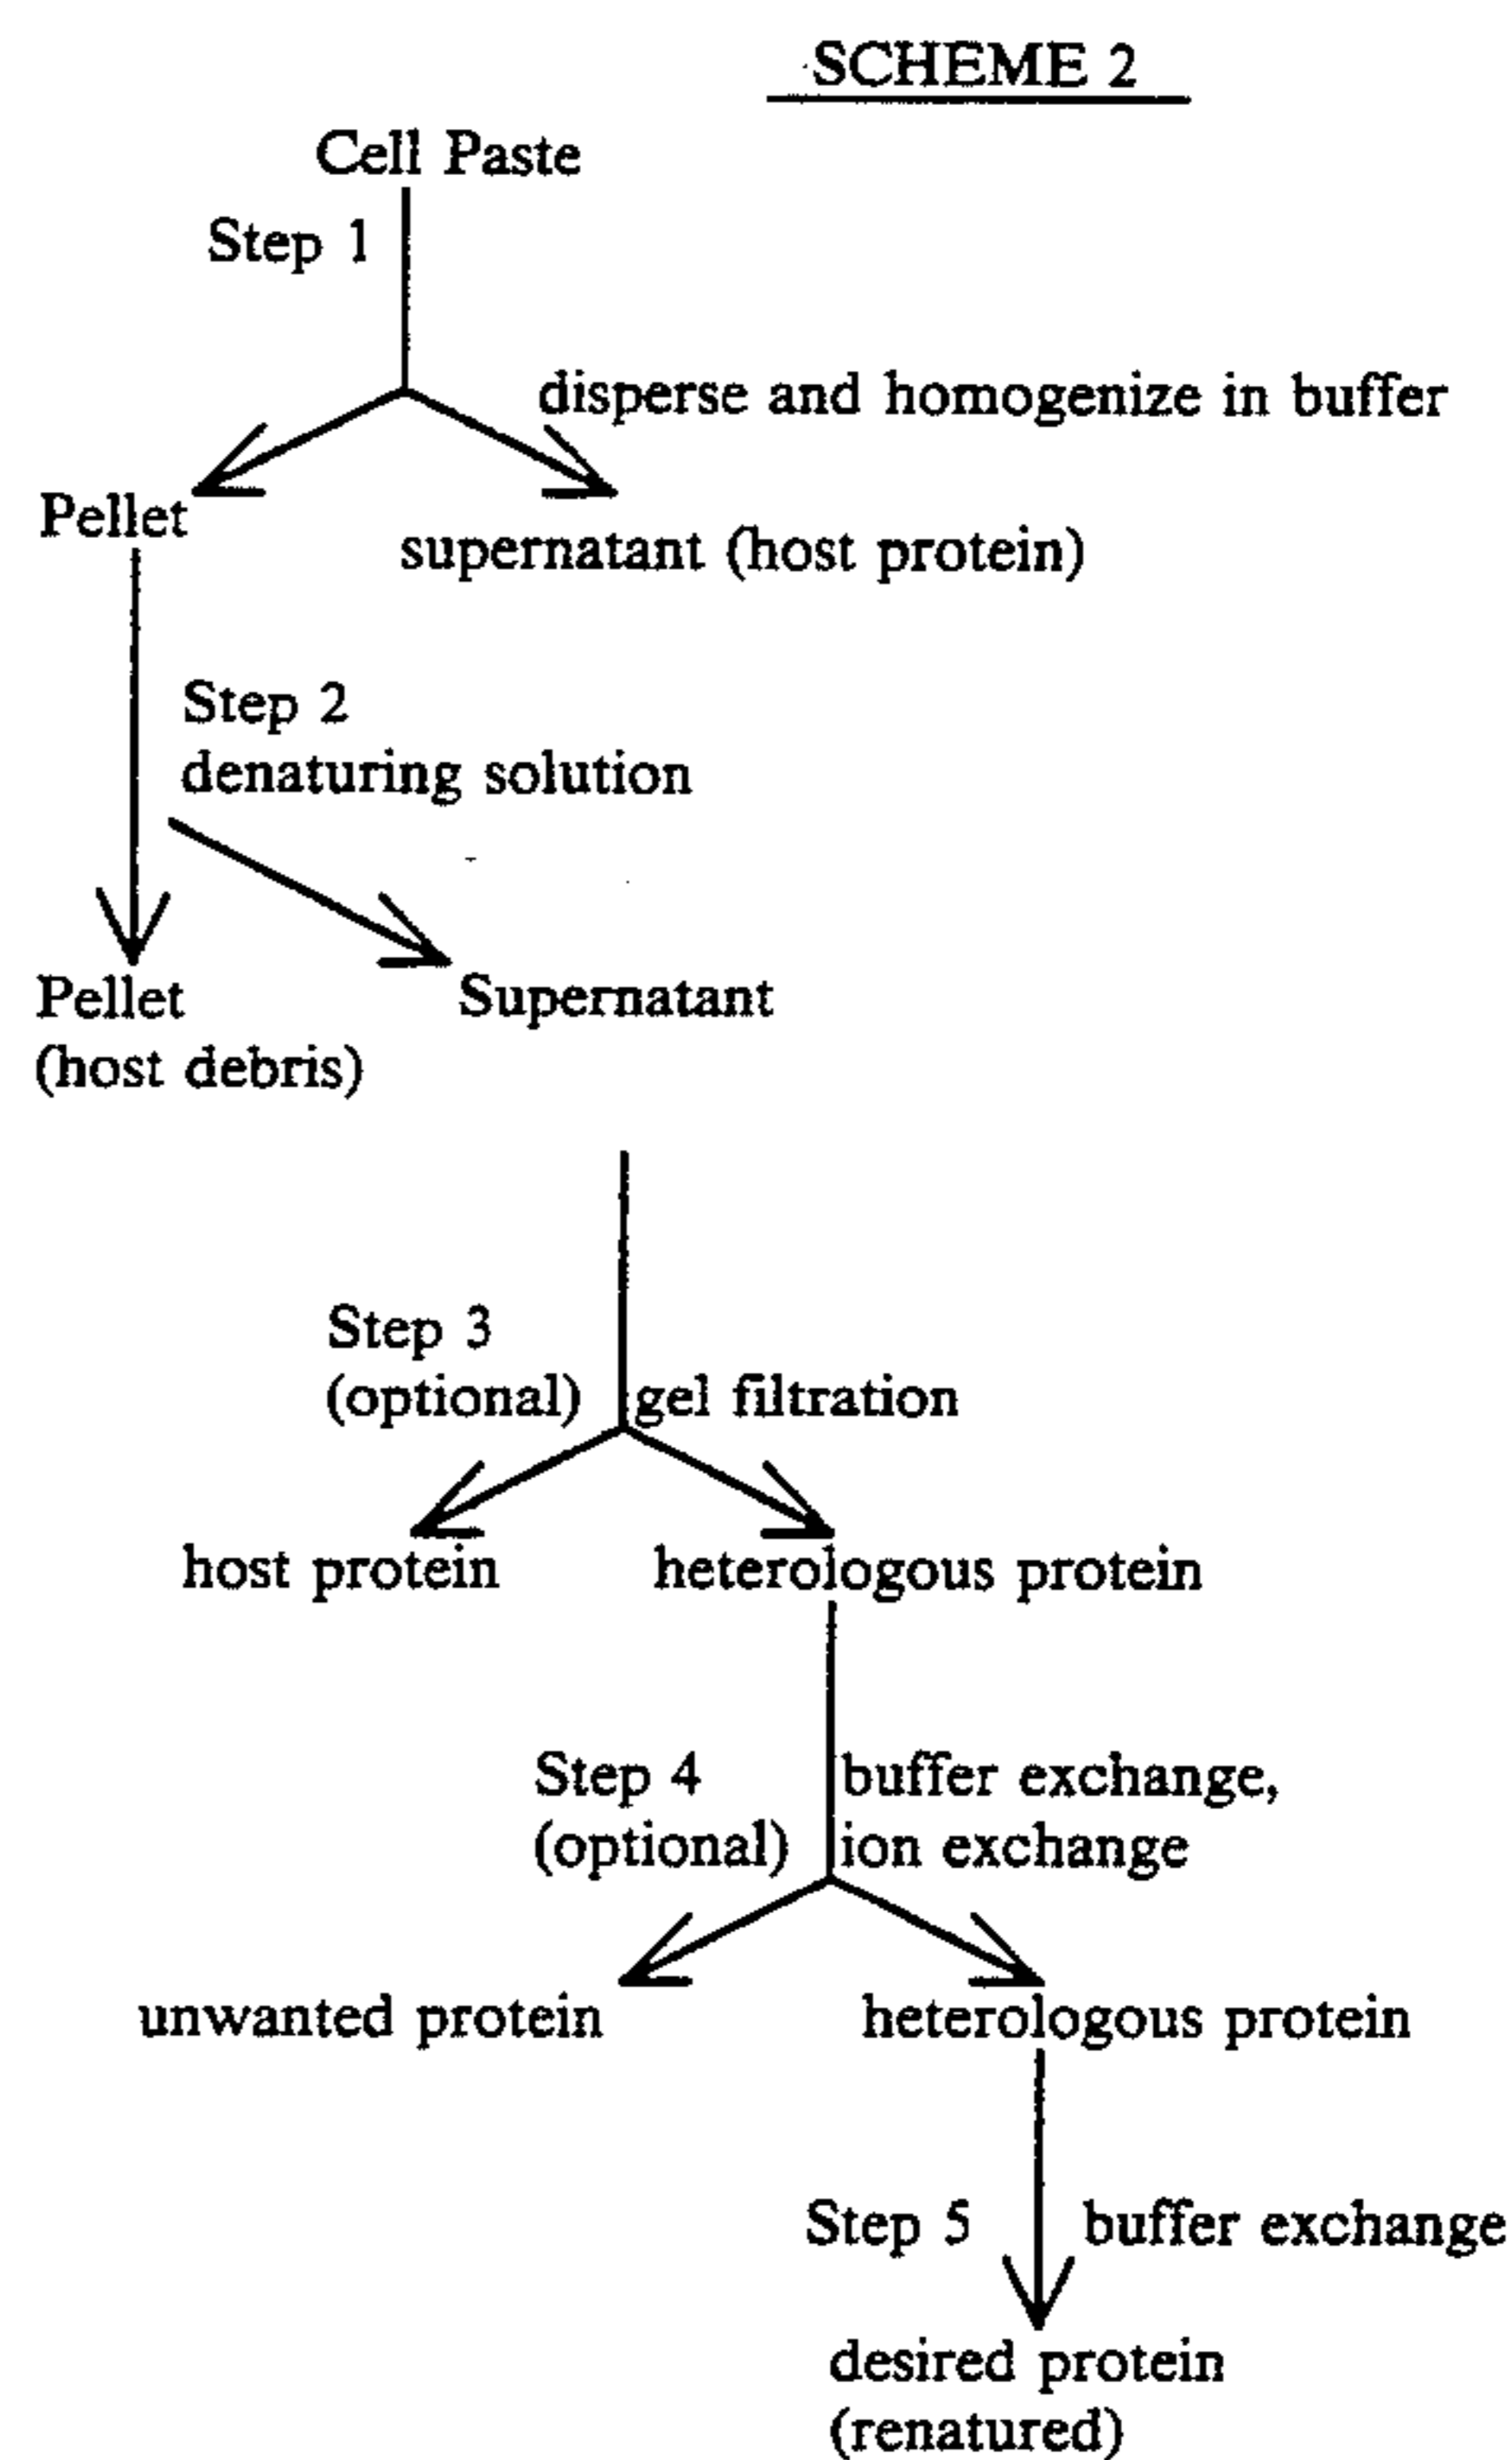 SCHEME 2
Cell Paste
Step 1
disperse and homogenize in buffer
Pellet
supernatant (host protein)
Step 2
denaturing solution
Pellet
(host debris)
Supernatant
Step 3
(optional)
gel filtration
host protein
heterologous protein
Step 4
(optional)
buffer exchange,
ion exchange
unwanted protein
heterologous protein
Step 5
buffer exchange
desired protein
(renatured)